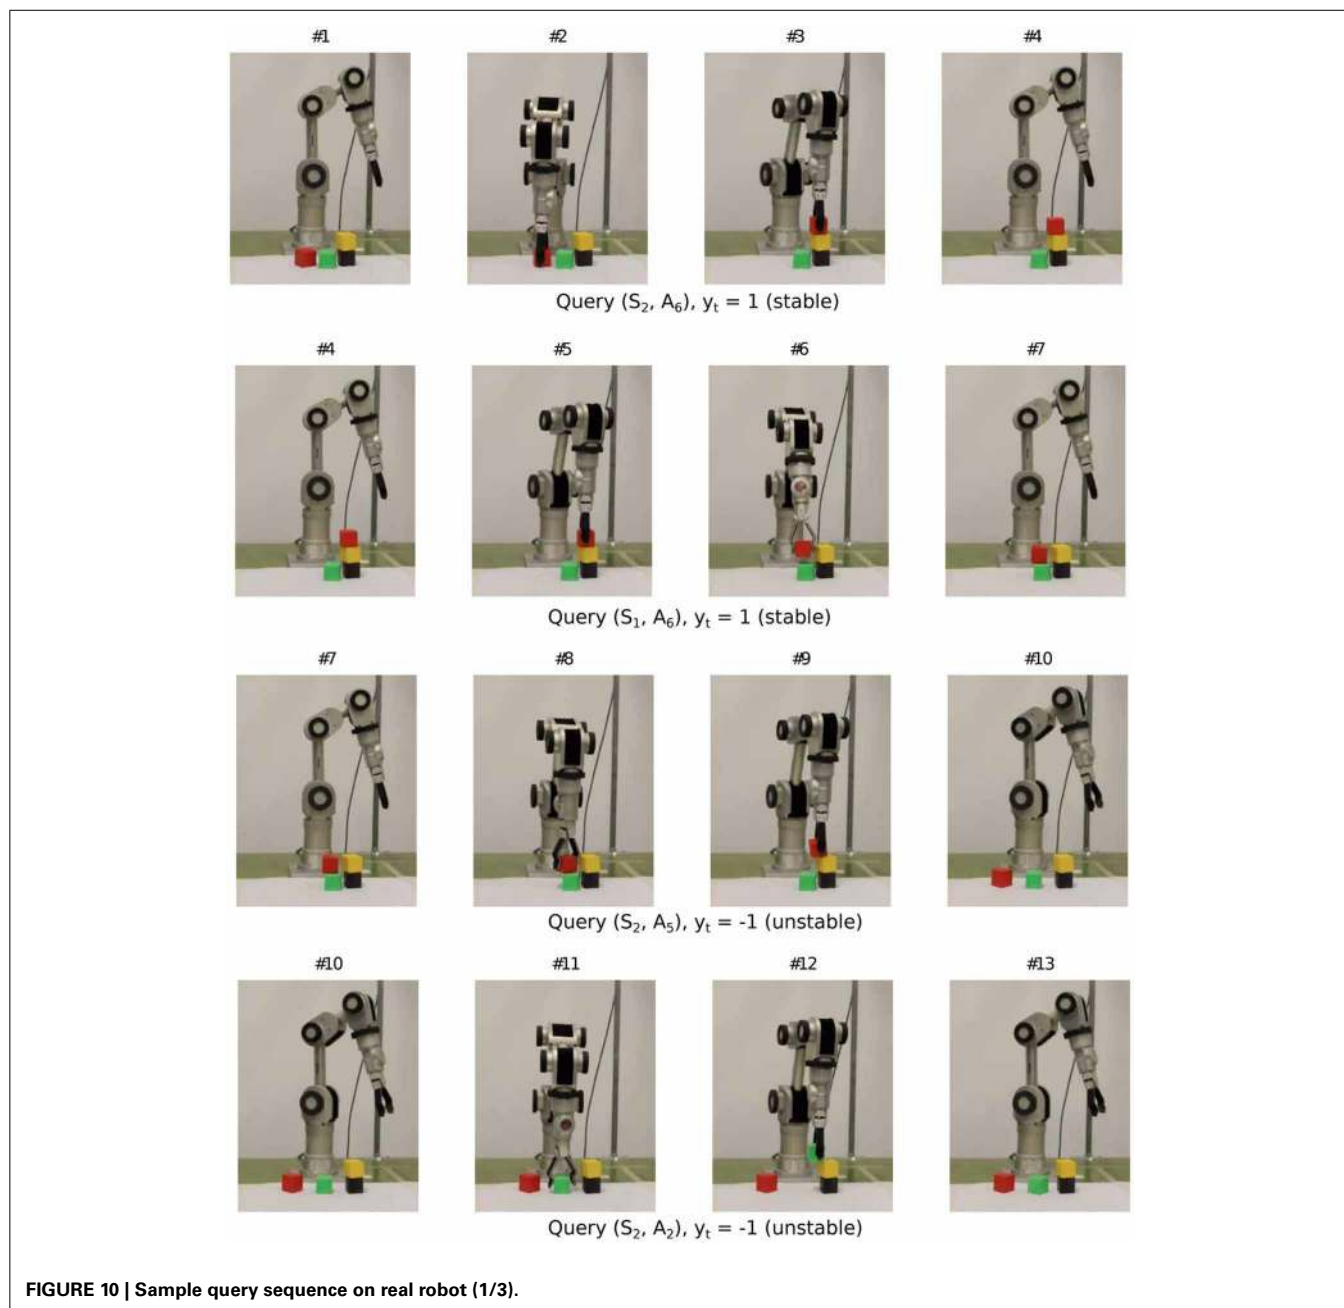 #1 #2 #3 #4
Query (S₂, A₆), yₜ = 1 (stable)
#4 #5 #6 #7
Query (S₁, A₆), yₜ = 1 (stable)
#7 #8 #9 #10
Query (S₂, A₅), yₜ = -1 (unstable)
#10 #11 #12 #13
Query (S₂, A₂), yₜ = -1 (unstable)
FIGURE 10 | Sample query sequence on real robot (1/3).